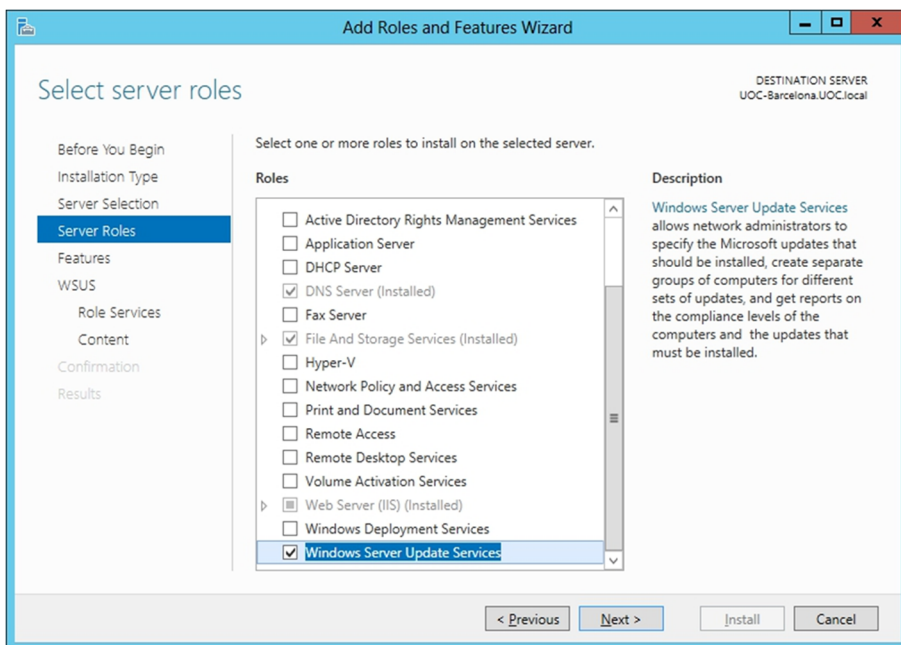 Add Roles and Features Wizard
Select server roles
DESTINATION SERVER
UOC-Barcelona.UOC.local
Before You Begin
Installation Type
Server Selection
Server Roles
Features
WSUS
Role Services
Content
Confirmation
Results
Select one or more roles to install on the selected server.
Roles
Active Directory Rights Management Services
Application Server
DHCP Server
DNS Server (Installed)
Fax Server
File And Storage Services (Installed)
Hyper-V
Network Policy and Access Services
Print and Document Services
Remote Access
Remote Desktop Services
Volume Activation Services
Web Server (IIS) (Installed)
Windows Deployment Services
Windows Server Update Services
Description
Windows Server Update Services
allows network administrators to
specify the Microsoft updates that
should be installed, create separate
groups of computers for different
sets of updates, and get reports on
the compliance levels of the
computers and the updates that
must be installed.
< Previous
Next >
Install
Cancel